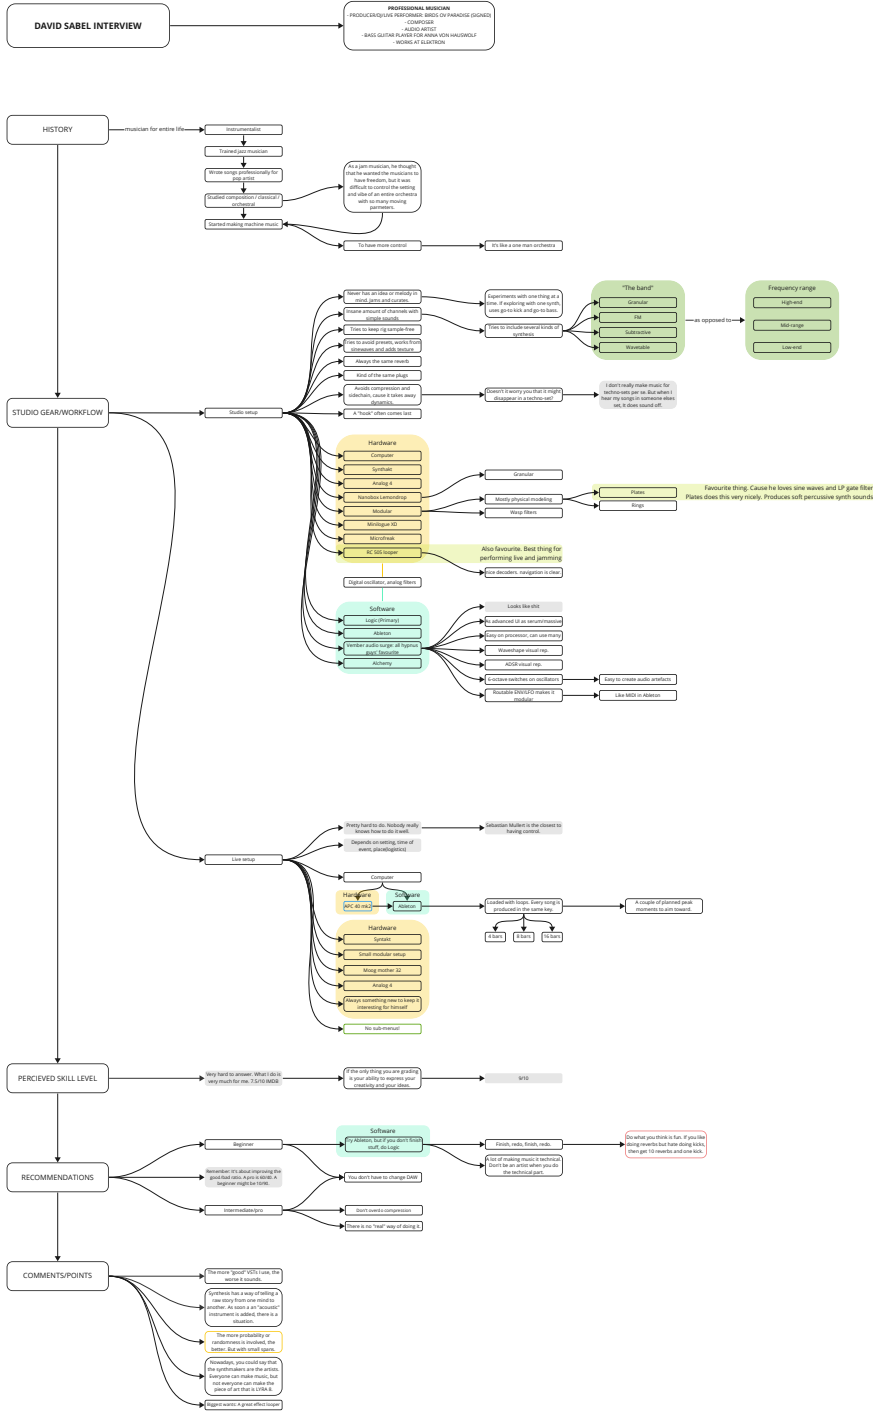 DAVID SABEL INTERVIEW
PROFESSIONAL MUSICIAN
- PRODUCER/DJ/LIVE PERFORMER: BIRDS OV PARADISE (SIGNED)
- COMPOSER
- AUDIO ARTIST
- BASS GUITAR PLAYER FOR ANNA VON HAUSWOLF
- WORKS AT ELEKTRON
HISTORY
musician for entire life
Instrumentalist
Trained jazz musician
Wrote songs professionally for
pop artist
Studied composition / classical /
orchestral
Started making machine music
As a jam musician, he thought
that he wanted the musicians to
have freedom, but it was
difficult to control the setting
and vibe of an entire orchestra
with so many moving
parmeters.
To have more control
It's like a one man orchestra
STUDIO GEAR/WORKFLOW
Studio setup
Never has an idea or melody in
mind. Jams and curates.
Insane amount of channels with
simple sounds
Tries to keep rig sample-free
Tries to avoid presets, works from
sinewaves and adds texture
Always the same reverb
Kind of the same plugs
Avoids compression and
sidechain, cause it takes away
dynamics.
A "hook" often comes last
Experiments with one thing at a
time. If exploring with one synth,
uses go-to kick and go-to bass.
Tries to include several kinds of
synthesis
"The band"
Granular
FM
Subtractive
Wavetable
as opposed to
Frequency range
High-end
Mid-range
Low-end
Doesn't it worry you that it might
disappear in a techno-set?
I don't really make music for
techno-sets per se. But when I
hear my songs in someone elses
set, it does sound off.
Hardware
Computer
Synthakt
Analog 4
Nanobox Lemondrop
Modular
Minilogue XD
Microfreak
RC 505 looper
Granular
Mostly physical modeling
Wasp filters
Plates
Rings
Favourite thing. Cause he loves sine waves and LP gate filter
Plates does this very nicely. Produces soft percussive synth sounds
Also favourite. Best thing for
performing live and jamming
nice decoders. navigation is clear.
Digital oscillator, analog filters
Software
Logic (Primary)
Ableton
Vember audio surge: all hypnus
guys' favourite
Alchemy
Looks like shit
As advanced UI as serum/massive
Easy on processor, can use many
Waveshape visual rep.
ADSR visual rep.
6-octave switches on oscillators
Easy to create audio artefacts
Routable ENV/LFO makes it
modular
Like MIDI in Ableton
Live setup
Pretty hard to do. Nobody really
knows how to do it well.
Sebastian Mullert is the closest to
having control.
Depends on setting, time of
event, place(logistics)
Computer
Hardware
Software
APC 40 mk2
Ableton
Loaded with loops. Every song is
produced in the same key.
A couple of planned peak
moments to aim toward.
4 bars
8 bars
16 bars
Hardware
Syntakt
Small modular setup
Moog mother 32
Analog 4
Always something new to keep it
interesting for himself
No sub-menus!
PERCIEVED SKILL LEVEL
Very hard to answer. What I do is
very much for me. 7.5/10 IMDB
If the only thing you are grading
is your ability to express your
creativity and your ideas.
9/10
RECOMMENDATIONS
Beginner
Remember: it's about improving the
good/bad ratio. A pro is 60/40. A
beginner might be 10/90.
Intermediate/pro
Software
Try Ableton, but if you don't finish
stuff, do Logic
You don't have to change DAW
Don't overdo compression
There is no "real" way of doing it.
Finish, redo, finish, redo.
A lot of making music it technical.
Don't be an artist when you do
the technical part.
Do what you think is fun. If you like
doing reverbs but hate doing kicks,
then get 10 reverbs and one kick.
COMMENTS/POINTS
The more "good" VSTs I use, the
worse it sounds.
Synthesis has a way of telling a
raw story from one mind to
another. As soon a an "acoustic"
instrument is added, there is a
situation.
The more probability or
randomness is involved, the
better. But with small spans.
Nowadays, you could say that
the synthmakers are the artists.
Everyone can make music, but
not everyone can make the
piece of art that is LYRA 8.
Biggest wants: A great effect looper